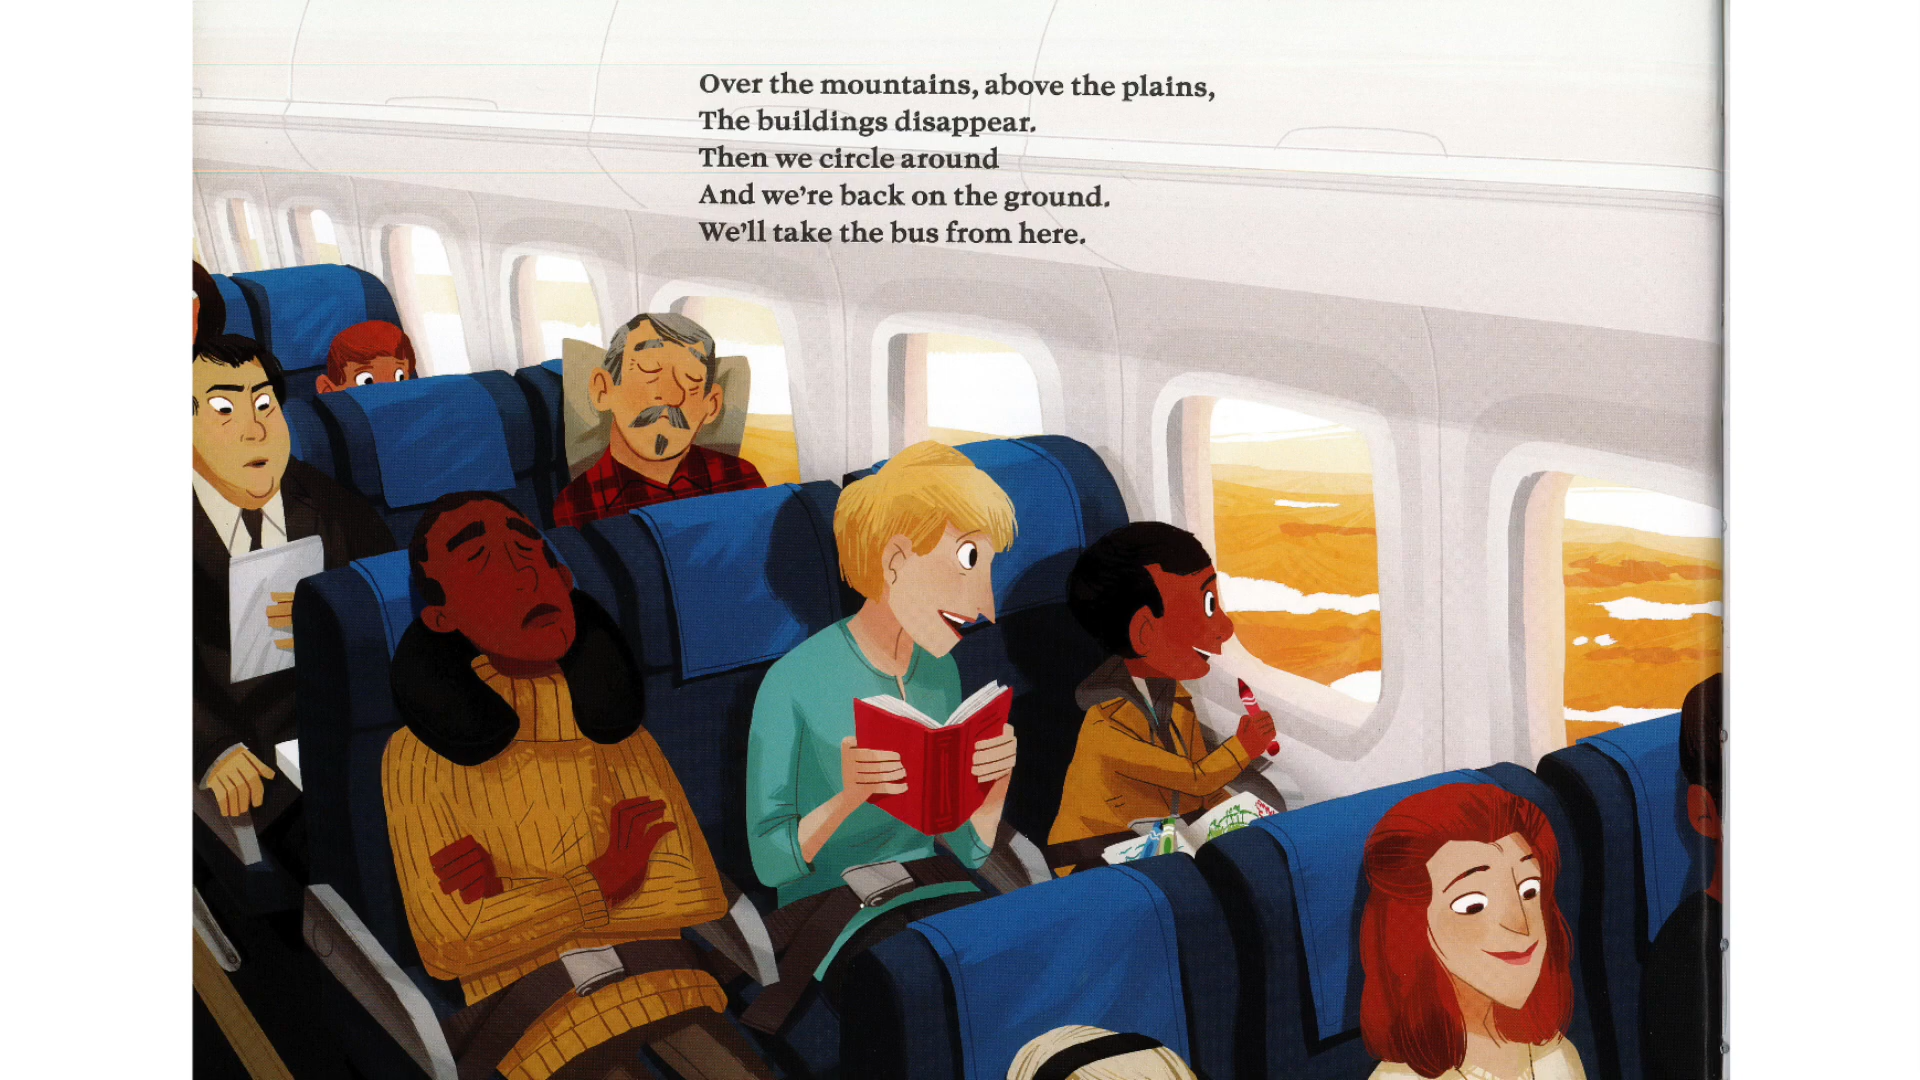 Over the mountains, above the plains,
The buildings disappear.
Then we circle around
And we're back on the ground.
We'll take the bus from here.